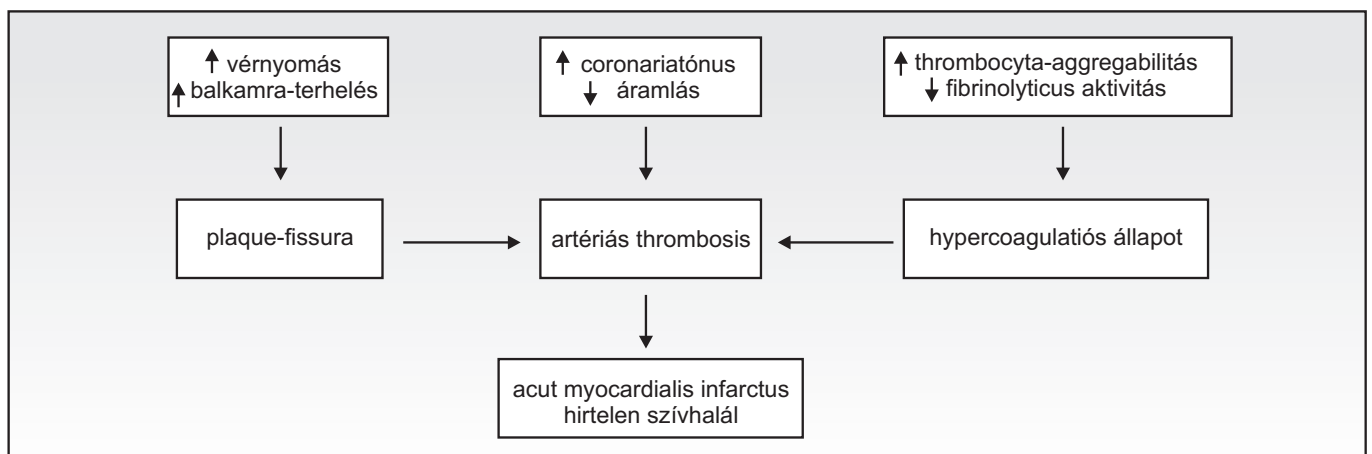 ↑ vérnyomás
↑ balkamra-terhelés
↑ coronariatónus
↓ áramlás
↑ thrombocyta-aggregabilitás
↓ fibrinolyticus aktivitás
plaque-fissura
artériás thrombosis
hypercoagulatiós állapot
acut myocardialis infarctus
hirtelen szívhalál